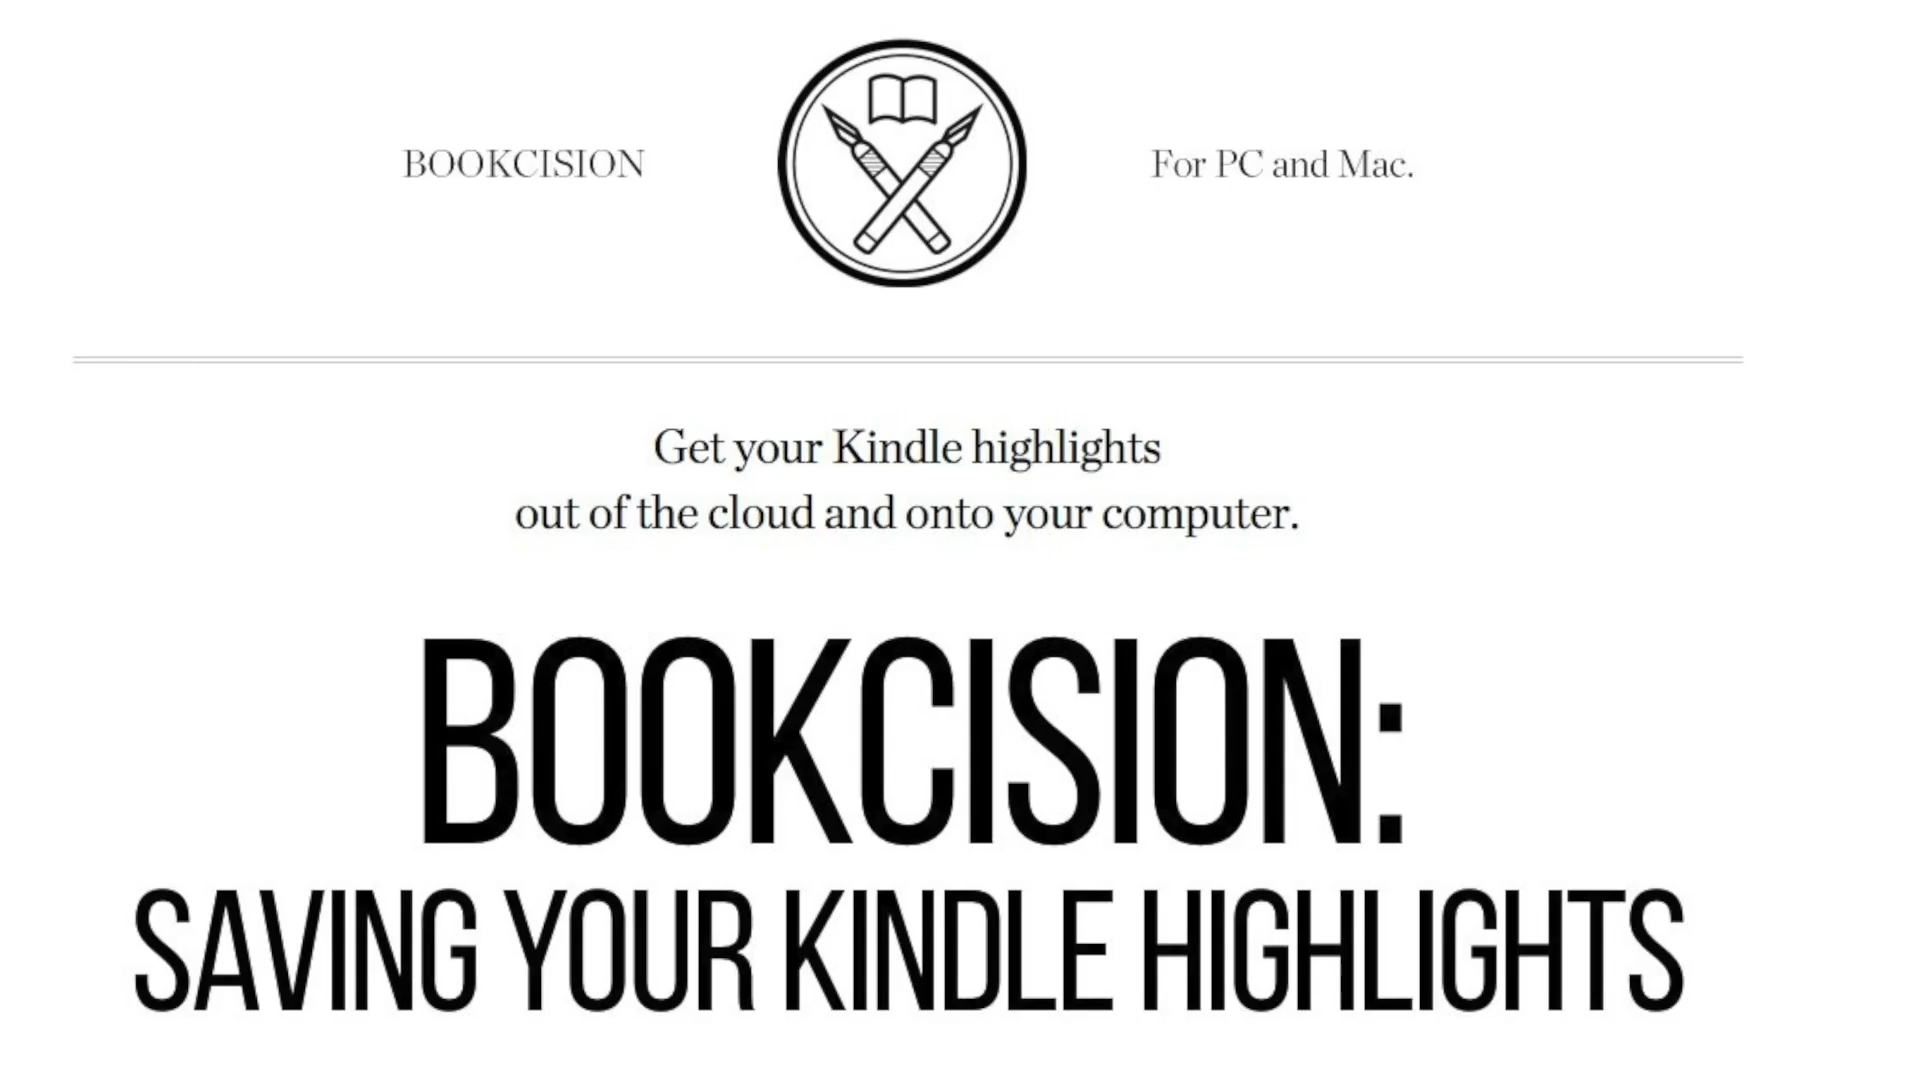 BOOKCISION
For PC and Mac.
Get your Kindle highlights
out of the cloud and onto your computer.
BOOKCISION:
SAVING YOUR KINDLE HIGHLIGHTS